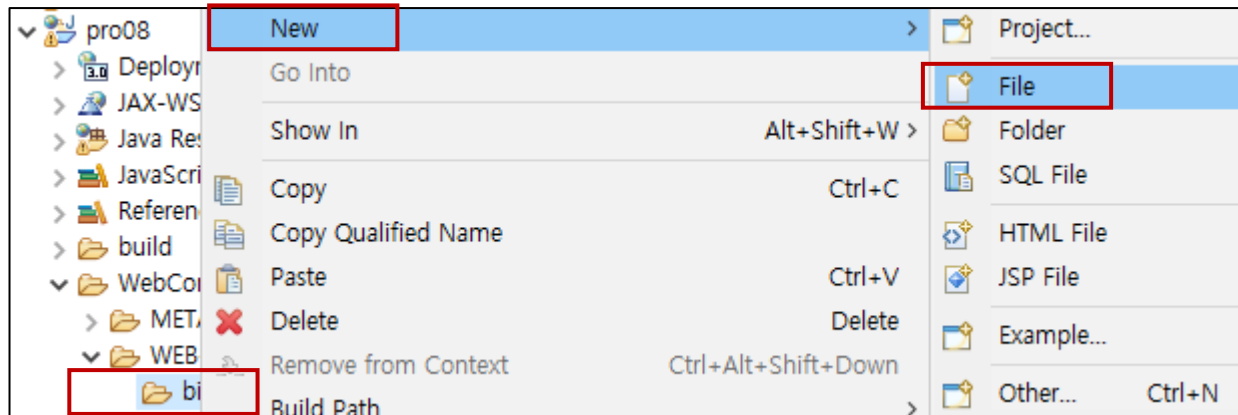 pro08
Deployr
JAX-WS
Java Res
JavaScri
Referen
build
WebCo
META
WEB
bi
New
Go Into
Show In Alt+Shift+W
Copy Ctrl+C
Copy Qualified Name
Paste Ctrl+V
Delete Delete
Remove from Context Ctrl+Alt+Shift+Down
Build Path
Project...
File
Folder
SQL File
HTML File
JSP File
Example...
Other... Ctrl+N